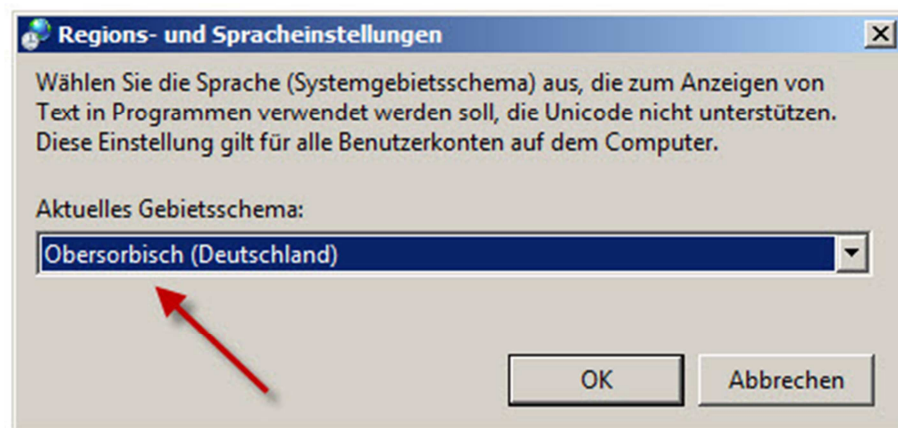 Regions- und Spracheinstellungen
Wählen Sie die Sprache (Systemgebietsschema) aus, die zum Anzeigen von
Text in Programmen verwendet werden soll, die Unicode nicht unterstützen.
Diese Einstellung gilt für alle Benutzerkonten auf dem Computer.
Aktuelles Gebietsschema:
Obersorbisch (Deutschland)
OK
Abbrechen